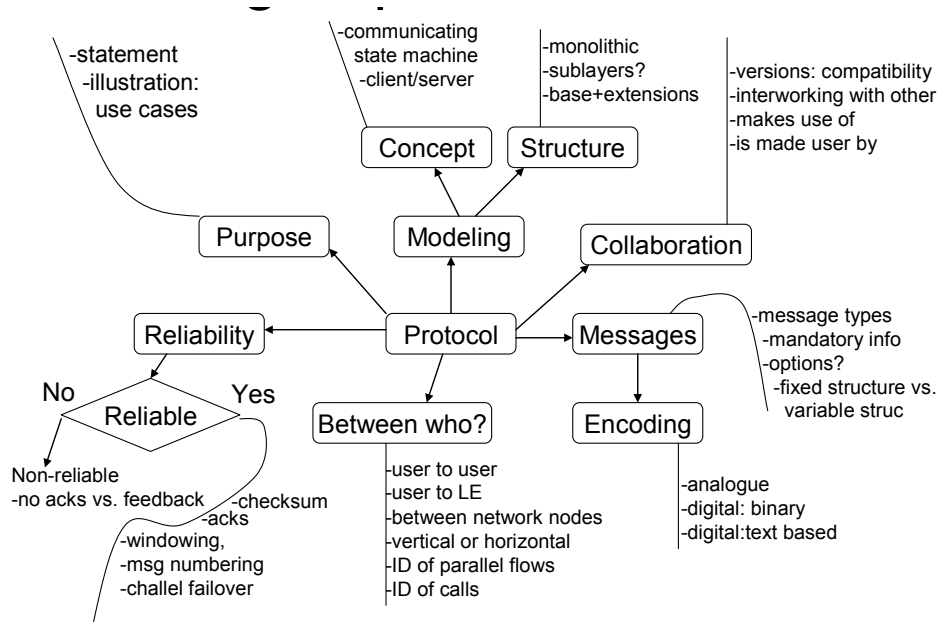 -statement
-illustration:
use cases
-communicating
state machine
-client/server
-monolithic
-sublayers?
-base+extensions
-versions: compatibility
-interworking with other
-makes use of
-is made user by
Concept
Structure
Purpose
Modeling
Collaboration
Reliability
Protocol
Messages
-message types
-mandatory info
-options?
-fixed structure vs.
variable struc
No
Yes
Reliable
Between who?
Encoding
Non-reliable
-no acks vs. feedback
-checksum
-acks
-windowing,
-msg numbering
-challel failover
-user to user
-user to LE
-between network nodes
-vertical or horizontal
-ID of parallel flows
-ID of calls
-analogue
-digital: binary
-digital:text based